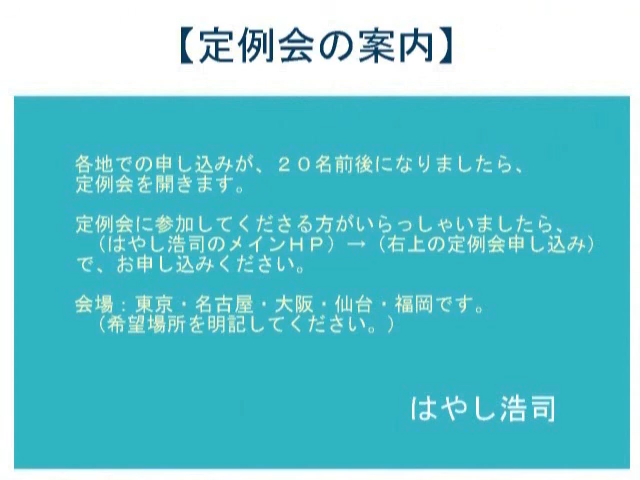 【定例会の案内】
各地での申し込みが、２０名前後になりましたら、
定例会を開きます。
定例会に参加してくださる方がいらっしゃいましたら、
（はやし浩司のメインＨＰ）→（右上の定例会申し込み）
で、お申し込みください。
会場：東京・名古屋・大阪・仙台・福岡です。
（希望場所を明記してください。）
はやし浩司